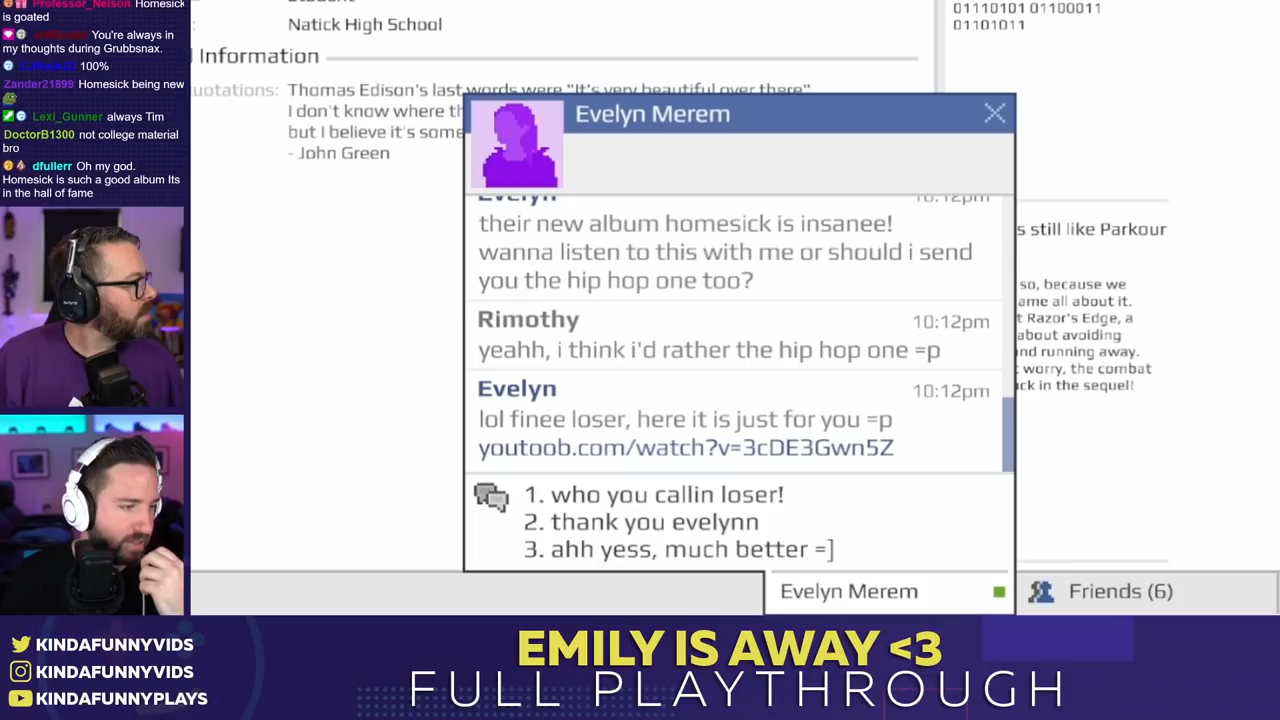 Professor_Nelson Homesick
is goated
You're always in
my thoughts during Grubbsnax.
100%
Zander21899 Homesick being new
Lexi_Gunner always Tim
DoctorB1300 not college material
bro
dfullerr Oh my god.
Homesick is such a good album Its
in the hall of fame
Natick High School
Information
Thomas Edison's last words were "It's very beautiful over there"
I don't know where th
but I believe it's some
- John Green
01110101 01100011
01101011
s still like Parkour
so, because we
ame all about it.
t Razor's Edge, a
about avoiding
nd running away.
worry, the combat
ck in the sequel!
Evelyn Merem
Evelyn 10:12pm
their new album homesick is insanee!
wanna listen to this with me or should i send
you the hip hop one too?
Rimothy 10:12pm
yeahh, i think i'd rather the hip hop one =p
Evelyn 10:12pm
lol finee loser, here it is just for you =p
youtoob.com/watch?v=3cDE3Gwn5Z
1. who you callin loser!
2. thank you evelynn
3. ahh yess, much better =]
Evelyn Merem
Friends (6)
KINDAFUNNYVIDS
KINDAFUNNYVIDS
KINDAFUNNYPLAYS
EMILY IS AWAY <3
FULL PLAYTHROUGH